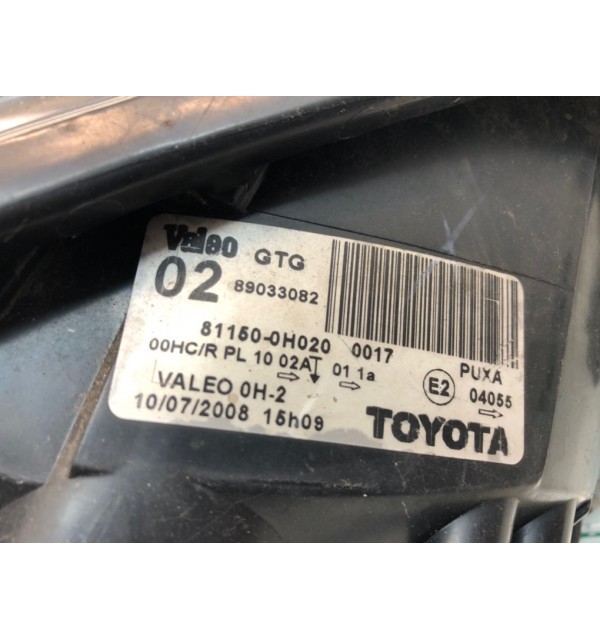 Valeo GTG
02 89033082
81150-0H020 0017
00HC/R PL 10 02A 01 1a PUXA
E2 04055
VALEO 0H-2
10/07/2008 15h09
TOYOTA